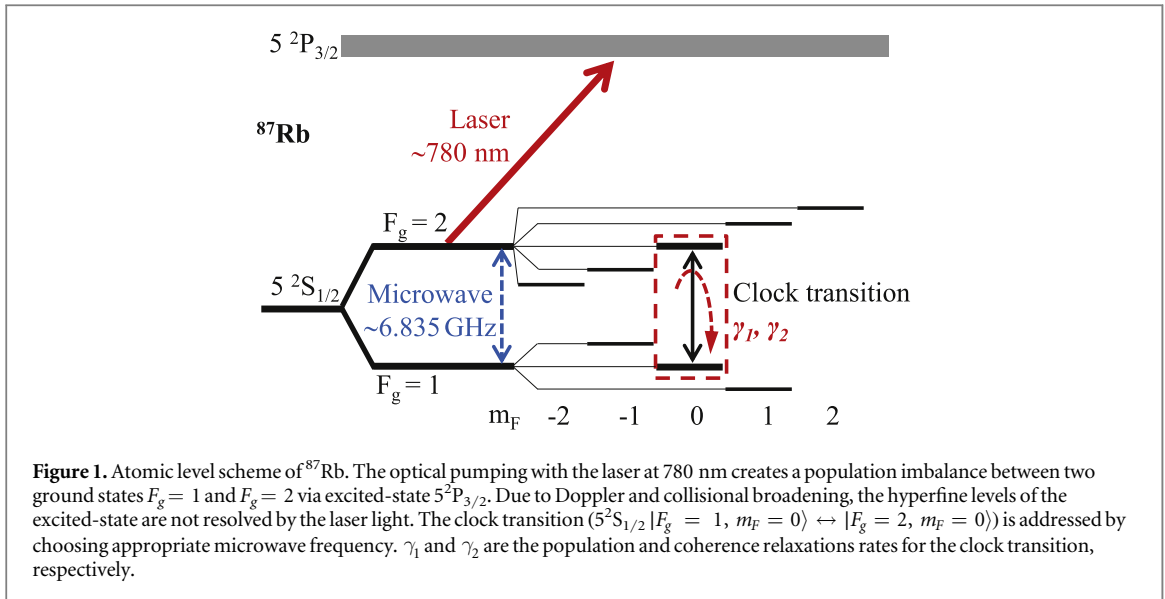 5 ²P₃/₂
Laser
~780 nm
⁸⁷Rb
F_g = 2
5 ²S₁/₂
Microwave
~6.835 GHz
Clock transition
γ₁, γ₂
F_g = 1
m_F -2 -1 0 1 2
Figure 1. Atomic level scheme of ⁸⁷Rb. The optical pumping with the laser at 780 nm creates a population imbalance between two
ground states F_g = 1 and F_g = 2 via excited-state 5²P₃/₂. Due to Doppler and collisional broadening, the hyperfine levels of the
excited-state are not resolved by the laser light. The clock transition (5²S₁/₂ |F_g = 1, m_F = 0⟩ ↔ |F_g = 2, m_F = 0⟩) is addressed by
choosing appropriate microwave frequency. γ₁ and γ₂ are the population and coherence relaxations rates for the clock transition,
respectively.